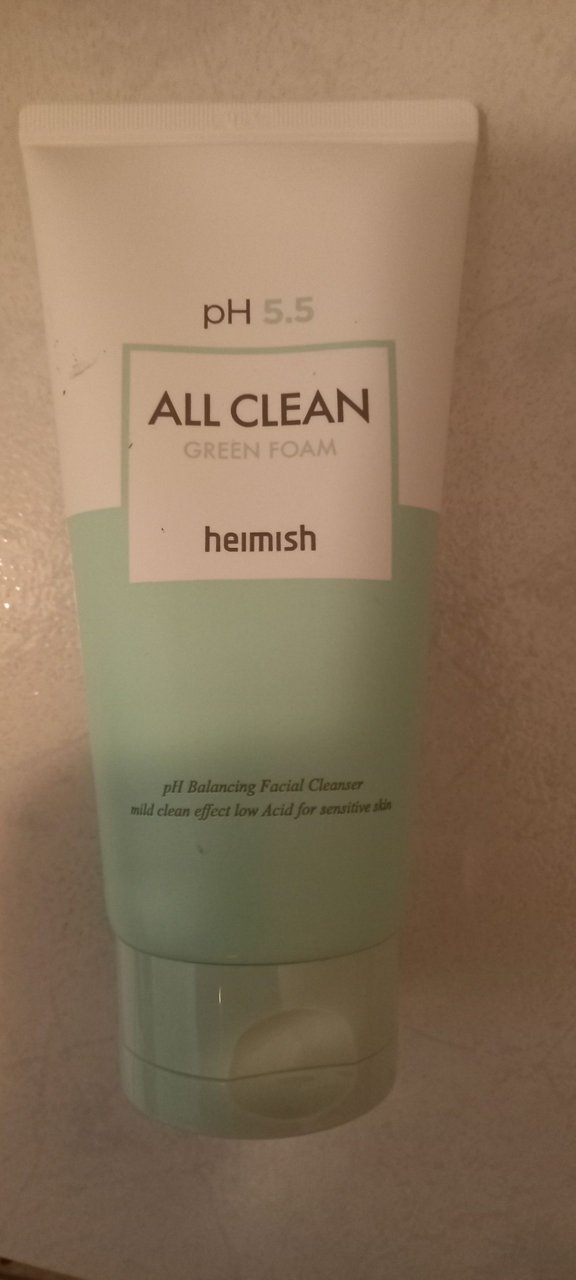 pH 5.5
ALL CLEAN
GREEN FOAM
heimish
pH Balancing Facial Cleanser
mild clean effect low Acid for sensitive skin